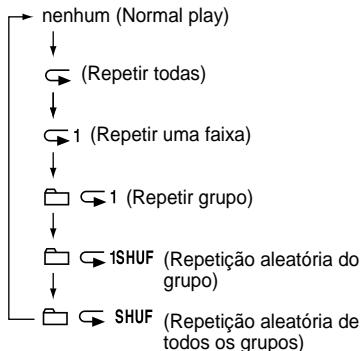 nenhum (Normal play)
(Repetir todas)
1 (Repetir uma faixa)
1 (Repetir grupo)
1SHUF (Repetição aleatória do
grupo)
SHUF (Repetição aleatória de
todos os grupos)